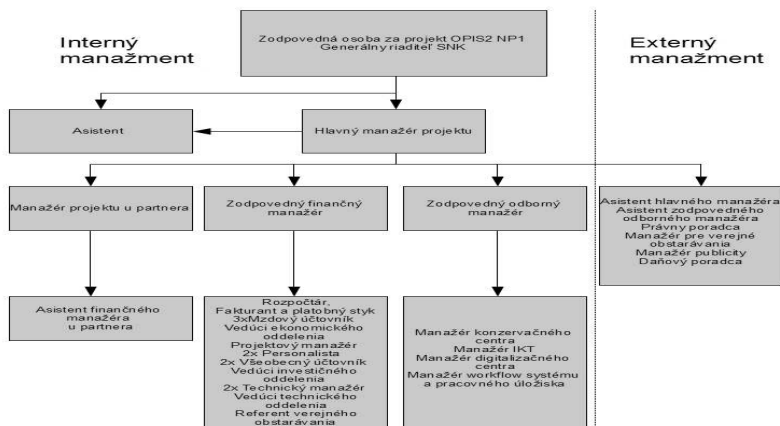 Interný
manažment
Zodpovedná osoba za projekt OPIS2 NP1
Generálny riaditeľ SNK
Externý
manažment
Asistent
Hlavný manažér projektu
Manažér projektu u partnera
Zodpovedný finančný
manažér
Zodpovedný odborný
manažér
Asistent hlavného manažéra
Asistent zodpovedného
odborného manažéra
Právny poradca
Manažér pre verejné
obstarávania
Manažér publicity
Daňový poradca
Asistent finančného
manažéra
u partnera
Rozpočtár,
Fakturant a platobný styk
3xMzdový účtovník
Vedúci ekonomického
oddelenia
Projektový manažér
2x Personalista
2x Všeobecný účtovník
Vedúci investičného
oddelenia
2x Technický manažér
Vedúci technického
oddelenia
Referent verejného
obstarávania
Manažér konzervačného
centra
Manažér IKT
Manažér digitalizačného
centra
Manažér workflow systému
a pracovného úložiska